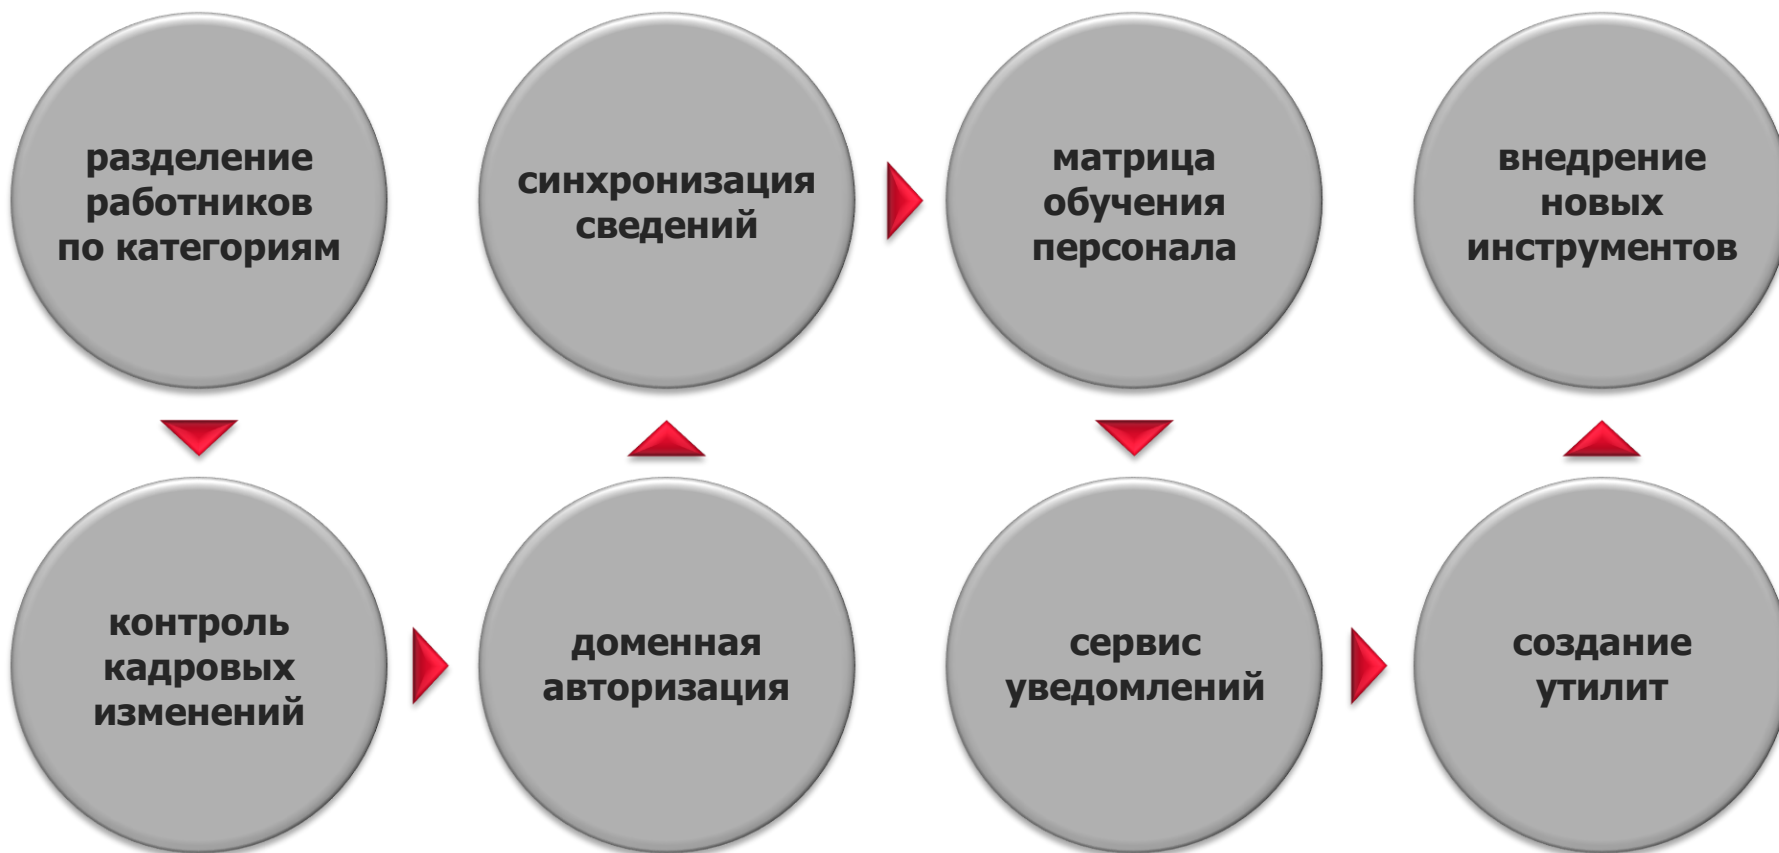 разделение
работников
по категориям
контроль
кадровых
изменений
доменная
авторизация
синхронизация
сведений
матрица
обучения
персонала
сервис
уведомлений
создание
утилит
внедрение
новых
инструментов